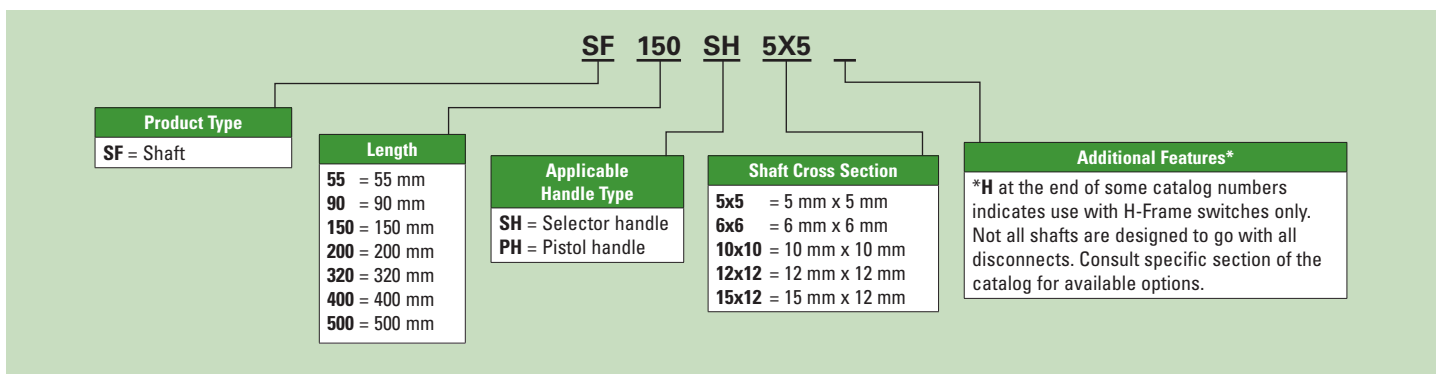 SF 150 SH 5X5 _
Product Type
SF = Shaft
Length
55 = 55 mm
90 = 90 mm
150 = 150 mm
200 = 200 mm
320 = 320 mm
400 = 400 mm
500 = 500 mm
Applicable
Handle Type
SH = Selector handle
PH = Pistol handle
Shaft Cross Section
5x5 = 5 mm x 5 mm
6x6 = 6 mm x 6 mm
10x10 = 10 mm x 10 mm
12x12 = 12 mm x 12 mm
15x12 = 15 mm x 12 mm
Additional Features*
*H at the end of some catalog numbers
indicates use with H-Frame switches only.
Not all shafts are designed to go with all
disconnects. Consult specific section of the
catalog for available options.